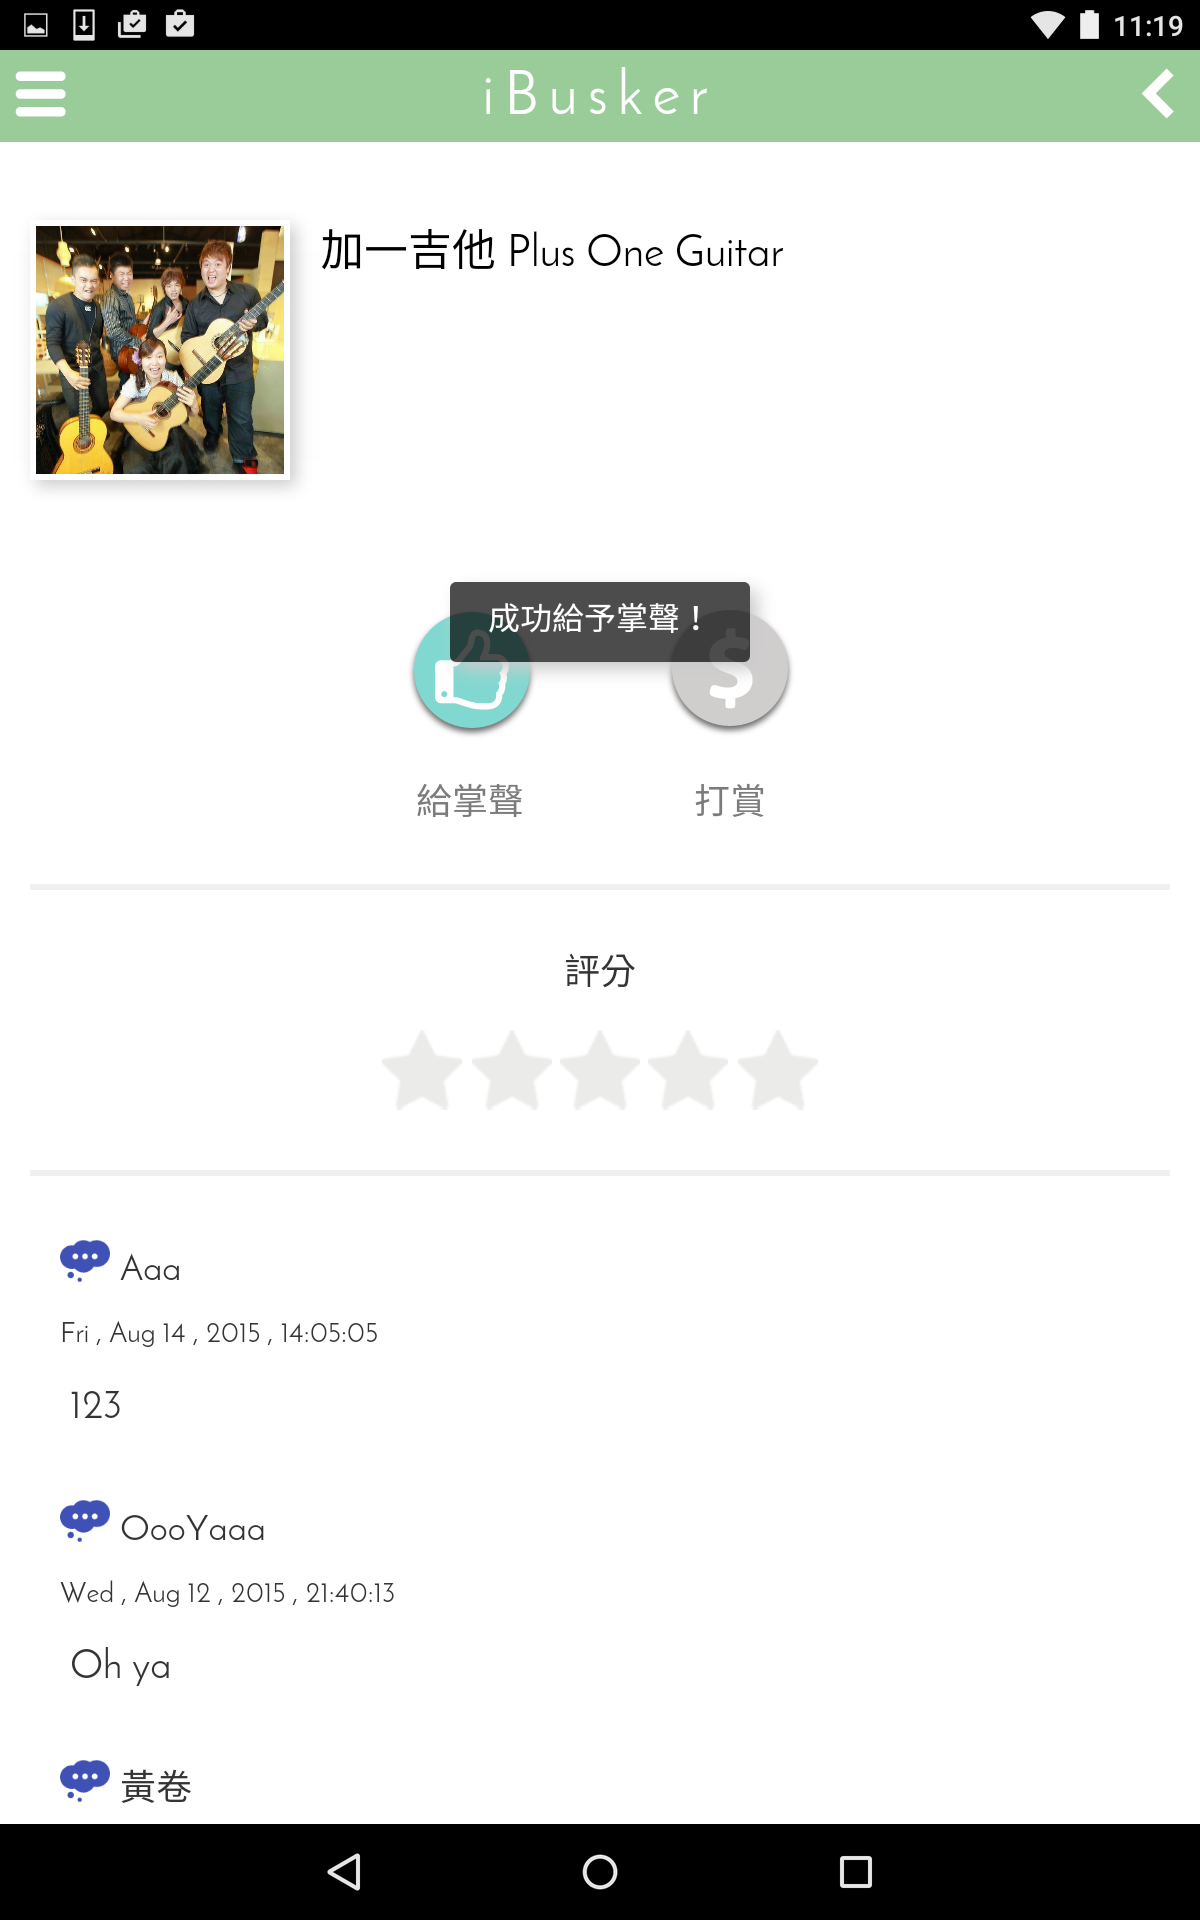 11:19
iBusker
加一吉他 Plus One Guitar
成功給予掌聲！
給掌聲
打賞
評分
Aaa
Fri , Aug 14 , 2015 , 14:05:05
123
OooYaaa
Wed , Aug 12 , 2015 , 21:40:13
Oh ya
黃卷